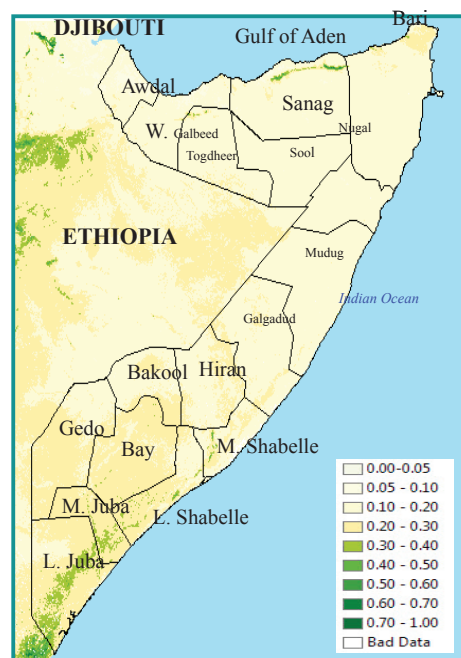 Bari
DJIBOUTI
Gulf of Aden
Awdal
Sanag
W. Galbeed
Nugal
Togdheer
Sool
ETHIOPIA
Mudug
Indian Ocean
Galgadud
Bakool
Hiran
Gedo
Bay
M. Shabelle
M. Juba
L. Shabelle
L. Juba
0.00-0.05
0.05 - 0.10
0.10 - 0.20
0.20 - 0.30
0.30 - 0.40
0.40 - 0.50
0.50 - 0.60
0.60 - 0.70
0.70 - 1.00
Bad Data